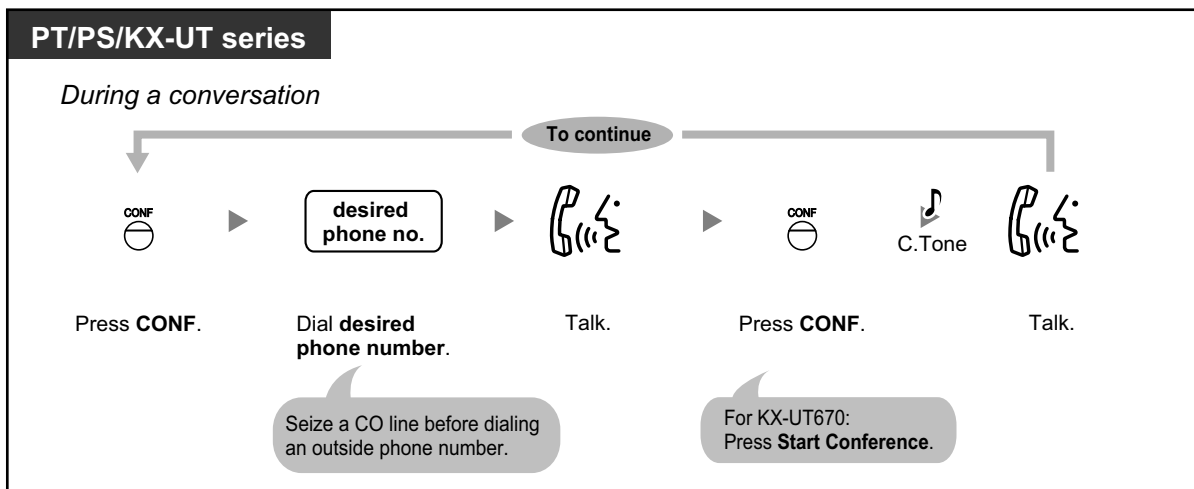 PT/PS/KX-UT series
During a conversation
To continue
CONF
desired
phone no.
CONF
C.Tone
Press CONF.
Dial desired
phone number.
Talk.
Press CONF.
Talk.
Seize a CO line before dialing
an outside phone number.
For KX-UT670:
Press Start Conference.